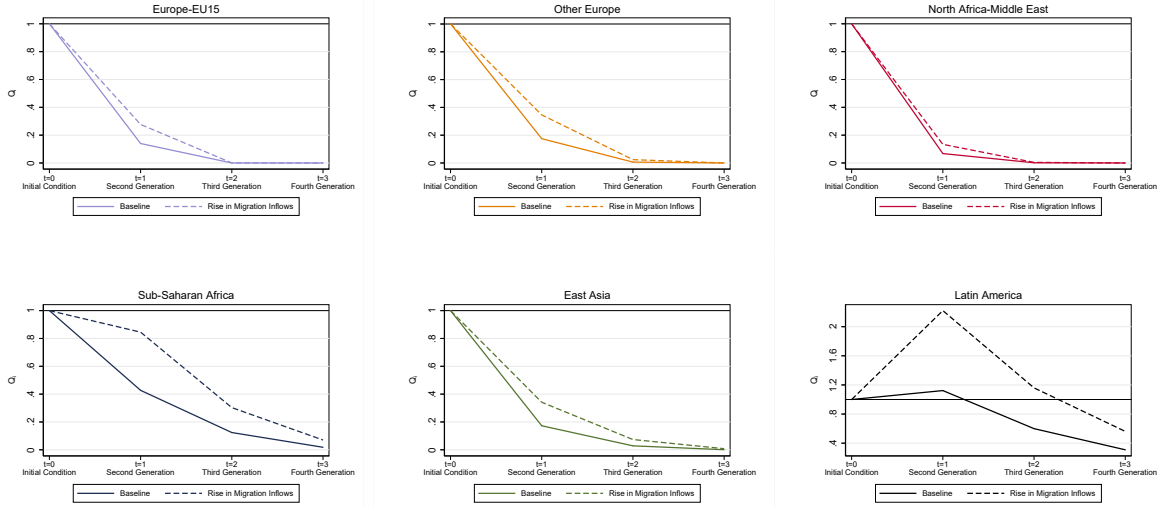 Europe-EU15
Qᵢ
1
.8
.6
.4
.2
0
t=0 t=1 t=2 t=3
Initial Condition Second Generation Third Generation Fourth Generation
Baseline Rise in Migration Inflows
Other Europe
Qᵢ
1
.8
.6
.4
.2
0
t=0 t=1 t=2 t=3
Initial Condition Second Generation Third Generation Fourth Generation
Baseline Rise in Migration Inflows
North Africa-Middle East
Qᵢ
1
.8
.6
.4
.2
0
t=0 t=1 t=2 t=3
Initial Condition Second Generation Third Generation Fourth Generation
Baseline Rise in Migration Inflows
Sub-Saharan Africa
Qᵢ
1
.8
.6
.4
.2
0
t=0 t=1 t=2 t=3
Initial Condition Second Generation Third Generation Fourth Generation
Baseline Rise in Migration Inflows
East Asia
Qᵢ
1
.8
.6
.4
.2
0
t=0 t=1 t=2 t=3
Initial Condition Second Generation Third Generation Fourth Generation
Baseline Rise in Migration Inflows
Latin America
Qᵢ
2
1.6
1.2
.8
.4
t=0 t=1 t=2 t=3
Initial Condition Second Generation Third Generation Fourth Generation
Baseline Rise in Migration Inflows